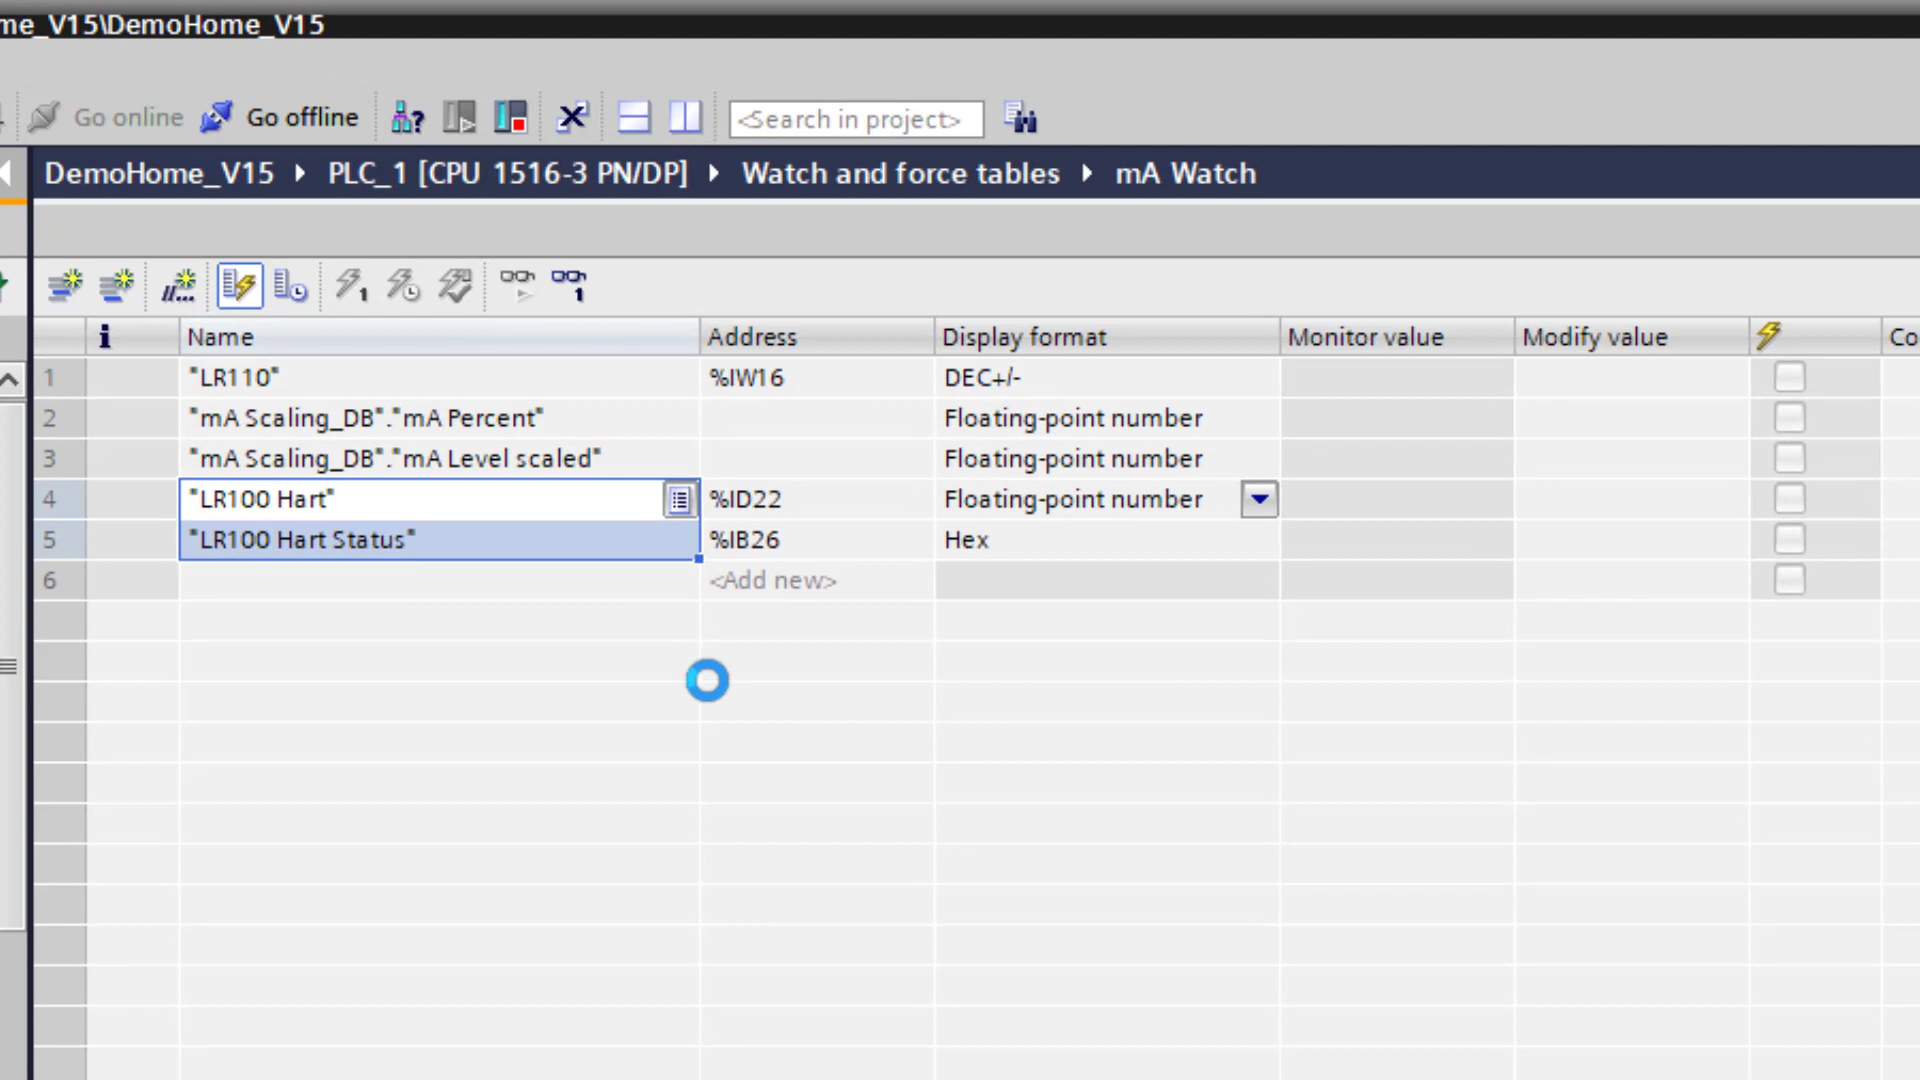 me_V15\DemoHome_V15
Go online Go offline <Search in project>
DemoHome_V15 PLC_1 [CPU 1516-3 PN/DP] Watch and force tables mA Watch
i Name Address Display format Monitor value Modify value Co
1 "LR110" %IW16 DEC+/-
2 "mA Scaling_DB"."mA Percent" Floating-point number
3 "mA Scaling_DB"."mA Level scaled" Floating-point number
4 "LR100 Hart" %ID22 Floating-point number
5 "LR100 Hart Status" %IB26 Hex
6 <Add new>